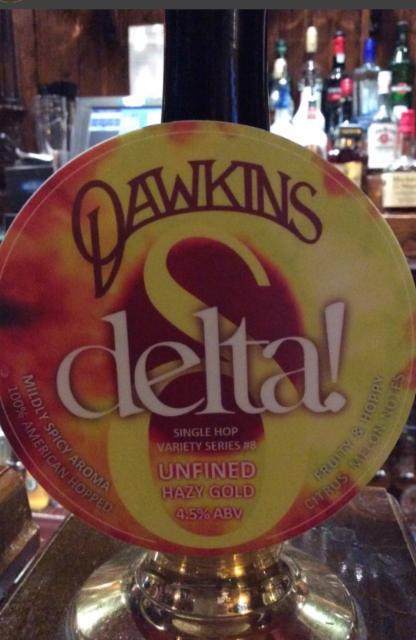 DAWKINS
delta!
SINGLE HOP
VARIETY SERIES #8
UNFINED
HAZY GOLD
4.5% ABV
MILDLY SPICY AROMA
100% AMERICAN HOPPED
FRUITY & HOPPY
CITRUS MELON NOTES